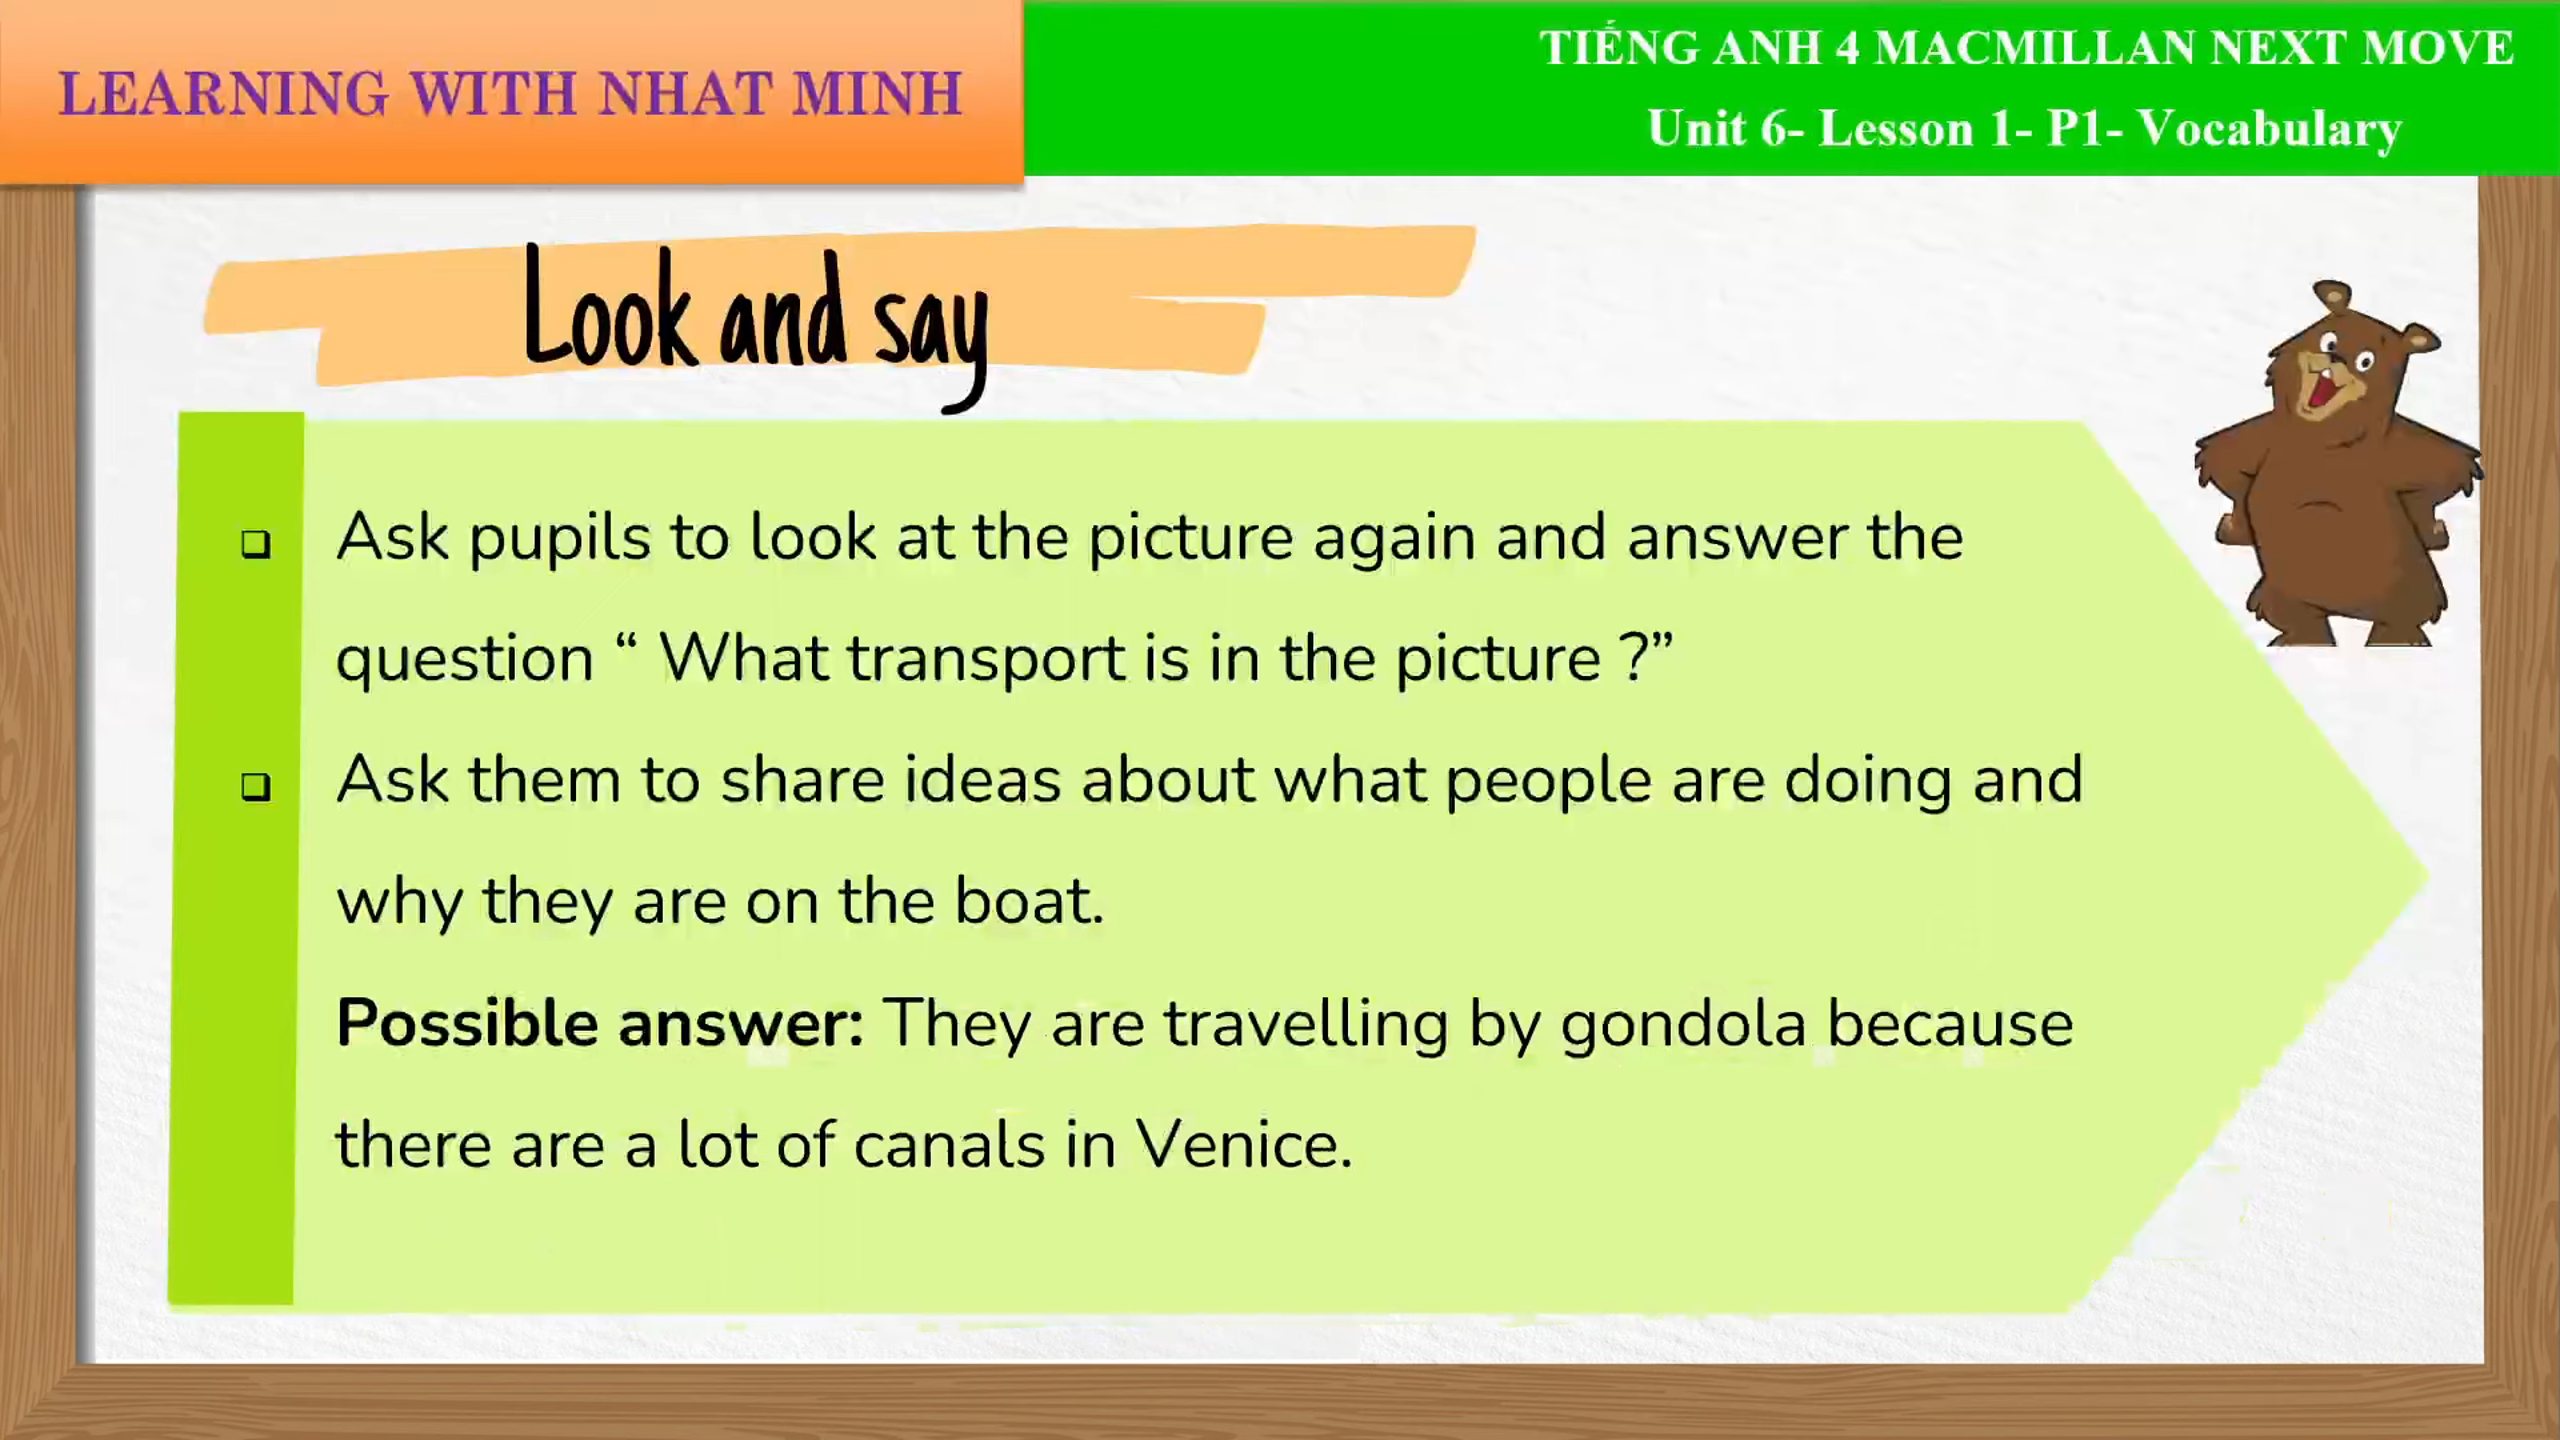 LEARNING WITH NHAT MINH
TIẾNG ANH 4 MACMILLAN NEXT MOVE
Unit 6- Lesson 1- P1- Vocabulary
Look and say
❑ Ask pupils to look at the picture again and answer the
question “ What transport is in the picture ?”
❑ Ask them to share ideas about what people are doing and
why they are on the boat.
Possible answer: They are travelling by gondola because
there are a lot of canals in Venice.